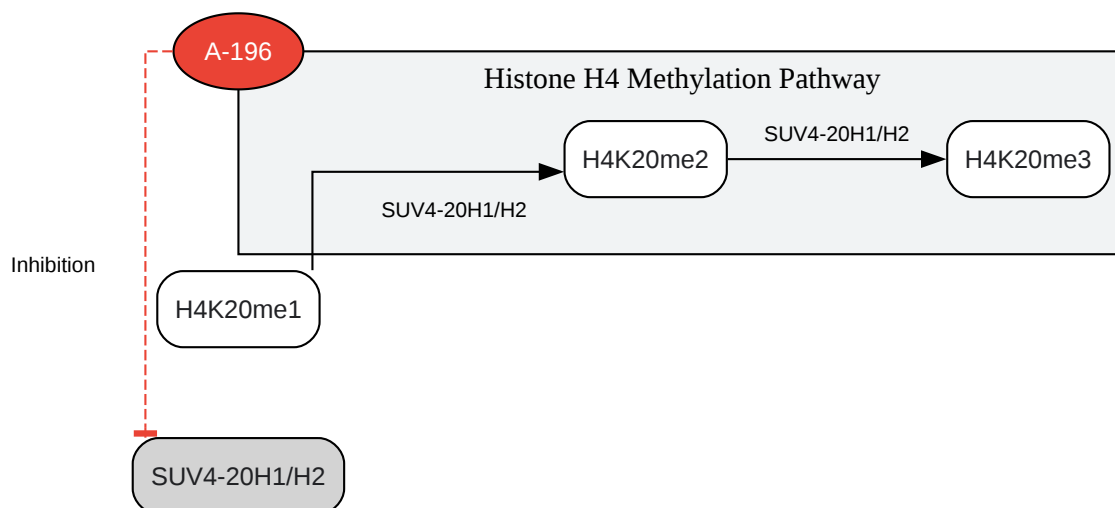 A-196
Histone H4 Methylation Pathway
SUV4-20H1/H2
H4K20me2
H4K20me3
SUV4-20H1/H2
Inhibition
H4K20me1
SUV4-20H1/H2